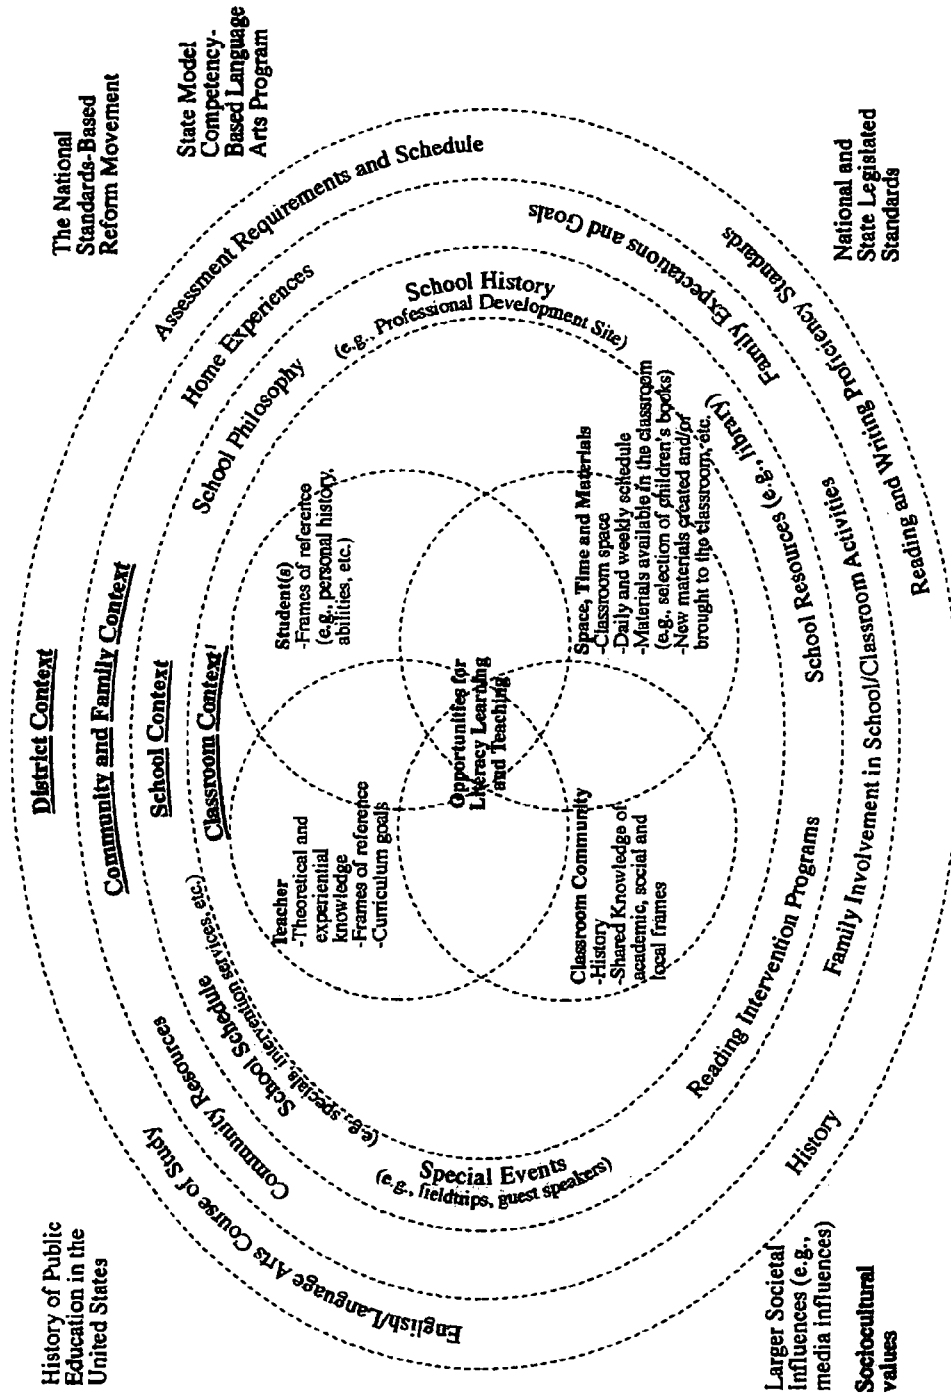 History of Public
Education in the
United States
The National
Standards-Based
Reform Movement
State Model
Competency-
Based Language
Arts Program
District Context
English/Language Arts Course of Study
Assessment Requirements and Schedule
Community and Family Context
Community Resources
Home Experiences
School Context
School Schedule
(e.g., specials, intervention services, etc.)
School Philosophy
School History
(e.g., Professional Development Site)
Classroom Context¹
Teacher
-Theoretical and
experiential
knowledge
-Frames of reference
-Curriculum goals
Student(s)
-Frames of reference
(e.g., personal history,
abilities, etc.)
Opportunities for
Literacy Learning
and Teaching
Classroom Community
-History
-Shared Knowledge of
academic, social and
local frames
Space, Time and Materials
-Classroom space
-Daily and weekly schedule
-Materials available in the classroom
(e.g., selection of children's books)
-New materials created and/or
brought to the classroom, etc.
Special Events
(e.g., fieldtrips, guest speakers)
Reading Intervention Programs
School Resources (e.g., library)
Family Involvement in School/Classroom Activities
Family Expectations and Goals
History
Reading and Writing Proficiency Standards
Larger Societal
Influences (e.g.,
media influences)
Sociocultural
values
National and
State Legislated
Standards